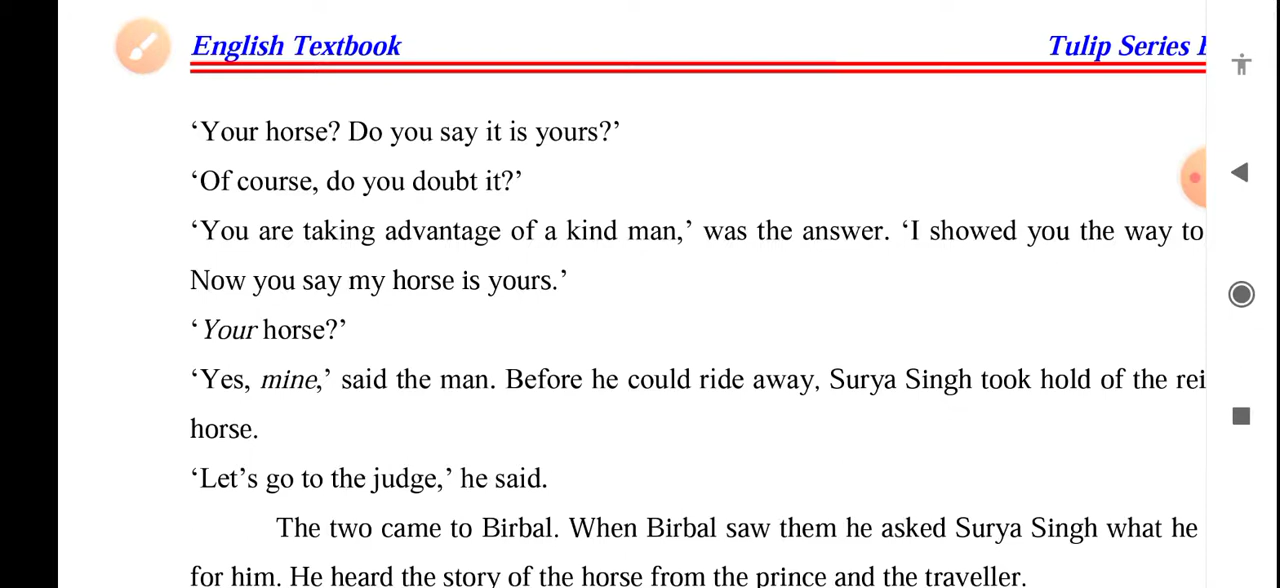 English Textbook Tulip Series
‘Your horse? Do you say it is yours?’
‘Of course, do you doubt it?’
‘You are taking advantage of a kind man,’ was the answer. ‘I showed you the way to
Now you say my horse is yours.’
‘Your horse?’
‘Yes, mine,’ said the man. Before he could ride away, Surya Singh took hold of the
horse.
‘Let’s go to the judge,’ he said.
The two came to Birbal. When Birbal saw them he asked Surya Singh what he
for him. He heard the story of the horse from the prince and the traveller.